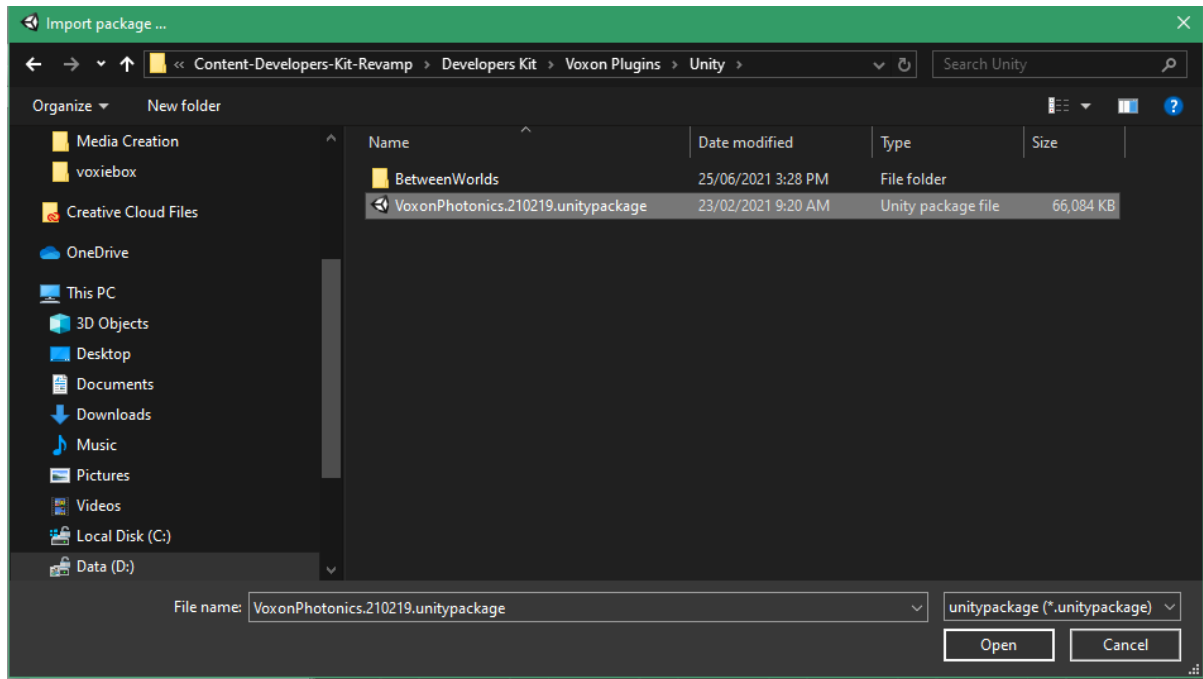 Import package ...
« Content-Developers-Kit-Revamp > Developers Kit > Voxon Plugins > Unity >
Search Unity
Organize
New folder
Media Creation
voxiebox
Creative Cloud Files
OneDrive
This PC
3D Objects
Desktop
Documents
Downloads
Music
Pictures
Videos
Local Disk (C:)
Data (D:)
Name Date modified Type Size
BetweenWorlds 25/06/2021 3:28 PM File folder
VoxonPhotonics.210219.unitypackage 23/02/2021 9:20 AM Unity package file 66,084 KB
File name: VoxonPhotonics.210219.unitypackage
unitypackage (*.unitypackage)
Open Cancel